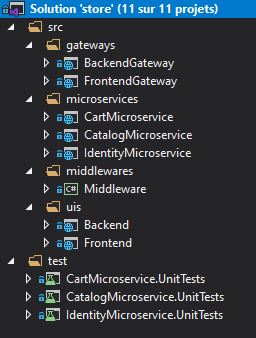 Solution 'store' (11 sur 11 projets)
src
gateways
BackendGateway
FrontendGateway
microservices
CartMicroservice
CatalogMicroservice
IdentityMicroservice
middlewares
C# Middleware
uis
Backend
Frontend
test
CartMicroservice.UnitTests
CatalogMicroservice.UnitTests
IdentityMicroservice.UnitTests